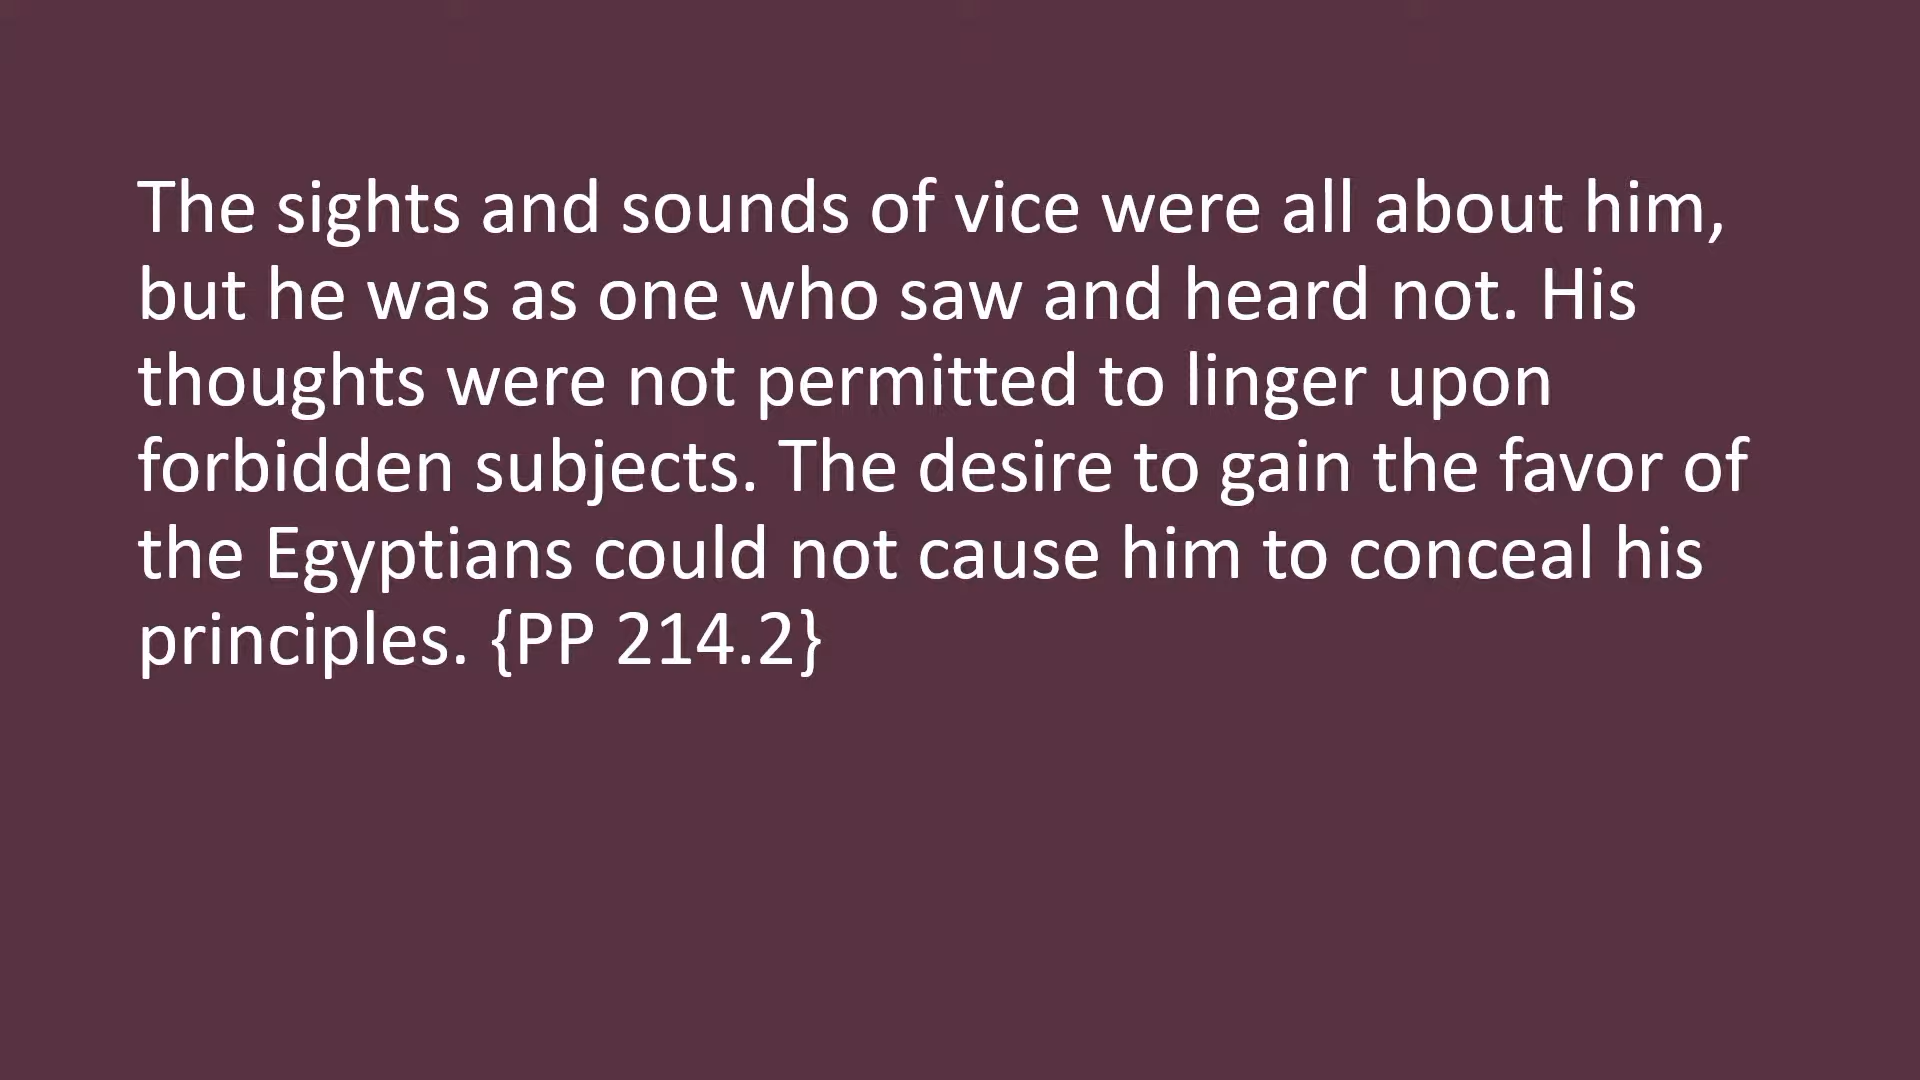 The sights and sounds of vice were all about him,
but he was as one who saw and heard not. His
thoughts were not permitted to linger upon
forbidden subjects. The desire to gain the favor of
the Egyptians could not cause him to conceal his
principles. {PP 214.2}